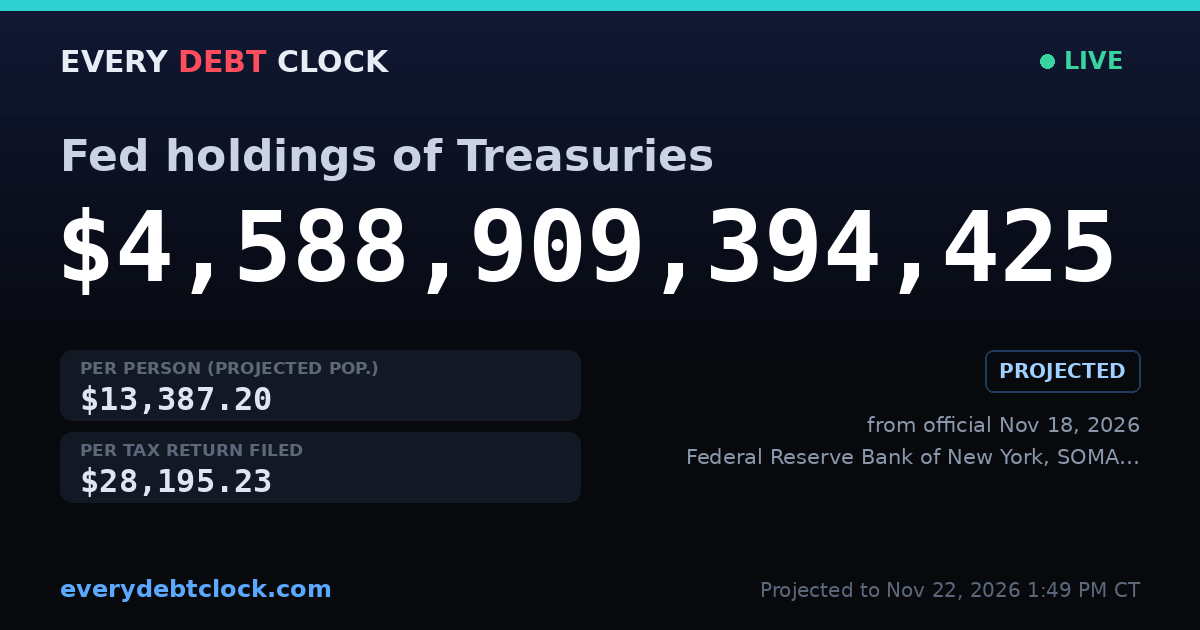 EVERY DEBT CLOCK
LIVE
Fed holdings of Treasuries
$4,588,909,394,425
PER PERSON (PROJECTED POP.)
$13,387.20
PER TAX RETURN FILED
$28,195.23
PROJECTED
from official Nov 18, 2026
Federal Reserve Bank of New York, SOMA…
everydebtclock.com
Projected to Nov 22, 2026 1:49 PM CT